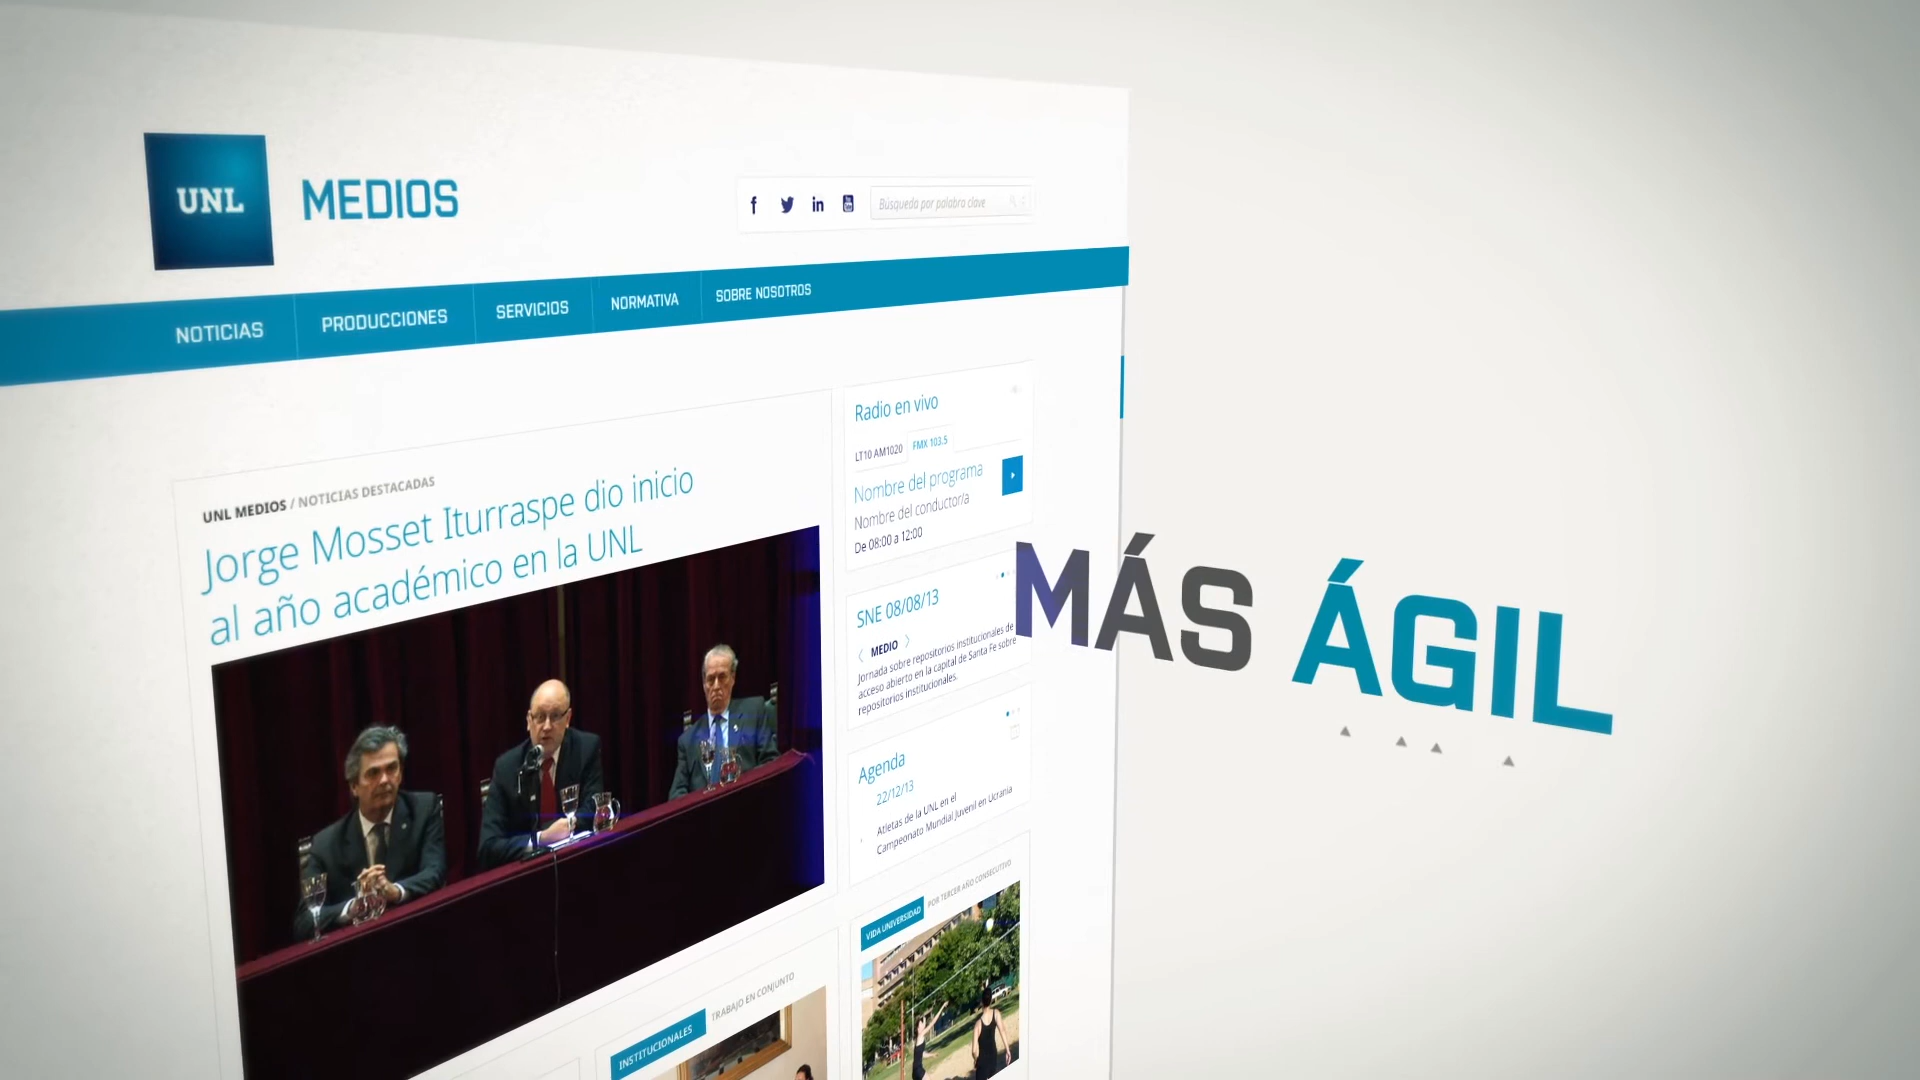 UNL
MEDIOS
Búsqueda por palabra clave
NOTICIAS
PRODUCCIONES
SERVICIOS
NORMATIVA
SOBRE NOSOTROS
UNL MEDIOS / NOTICIAS DESTACADAS
Jorge Mosset Iturraspe dio inicio
al año académico en la UNL
Radio en vivo
LT10 AM1020
FMX 103.5
Nombre del programa
Nombre del conductor/a
De 08:00 a 12:00
SNE 08/08/13
MEDIO
Jornada sobre repositorios institucionales de
acceso abierto en la capital de Santa Fe sobre
repositorios institucionales.
Agenda
22/12/13
Atletas de la UNL en el
Campeonato Mundial Juvenil en Ucrania
VIDA UNIVERSIDAD
POR TERCER AÑO CONSECUTIVO
INSTITUCIONALES
TRABAJO EN CONJUNTO
MÁS ÁGIL